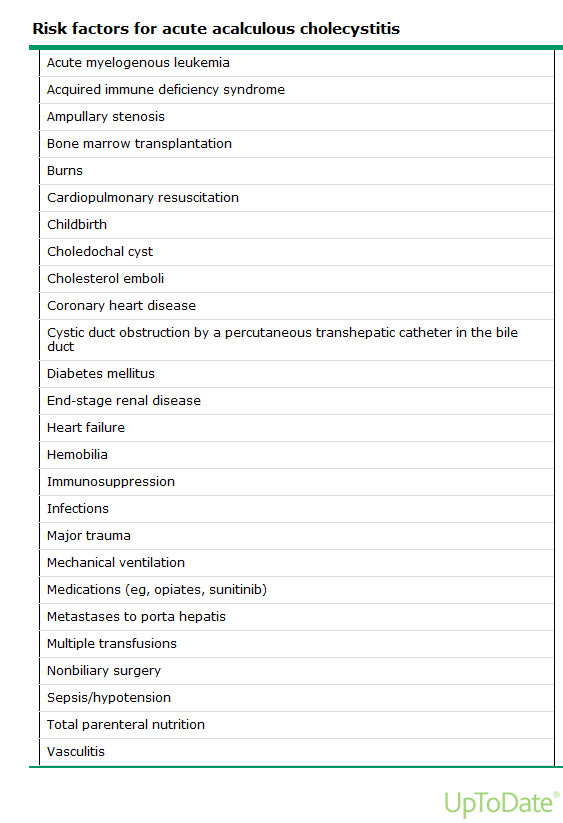 Risk factors for acute acalculous cholecystitis
Acute myelogenous leukemia
Acquired immune deficiency syndrome
Ampullary stenosis
Bone marrow transplantation
Burns
Cardiopulmonary resuscitation
Childbirth
Choledochal cyst
Cholesterol emboli
Coronary heart disease
Cystic duct obstruction by a percutaneous transhepatic catheter in the bile
duct
Diabetes mellitus
End-stage renal disease
Heart failure
Hemobilia
Immunosuppression
Infections
Major trauma
Mechanical ventilation
Medications (eg, opiates, sunitinib)
Metastases to porta hepatis
Multiple transfusions
Nonbiliary surgery
Sepsis/hypotension
Total parenteral nutrition
Vasculitis
UpToDate®